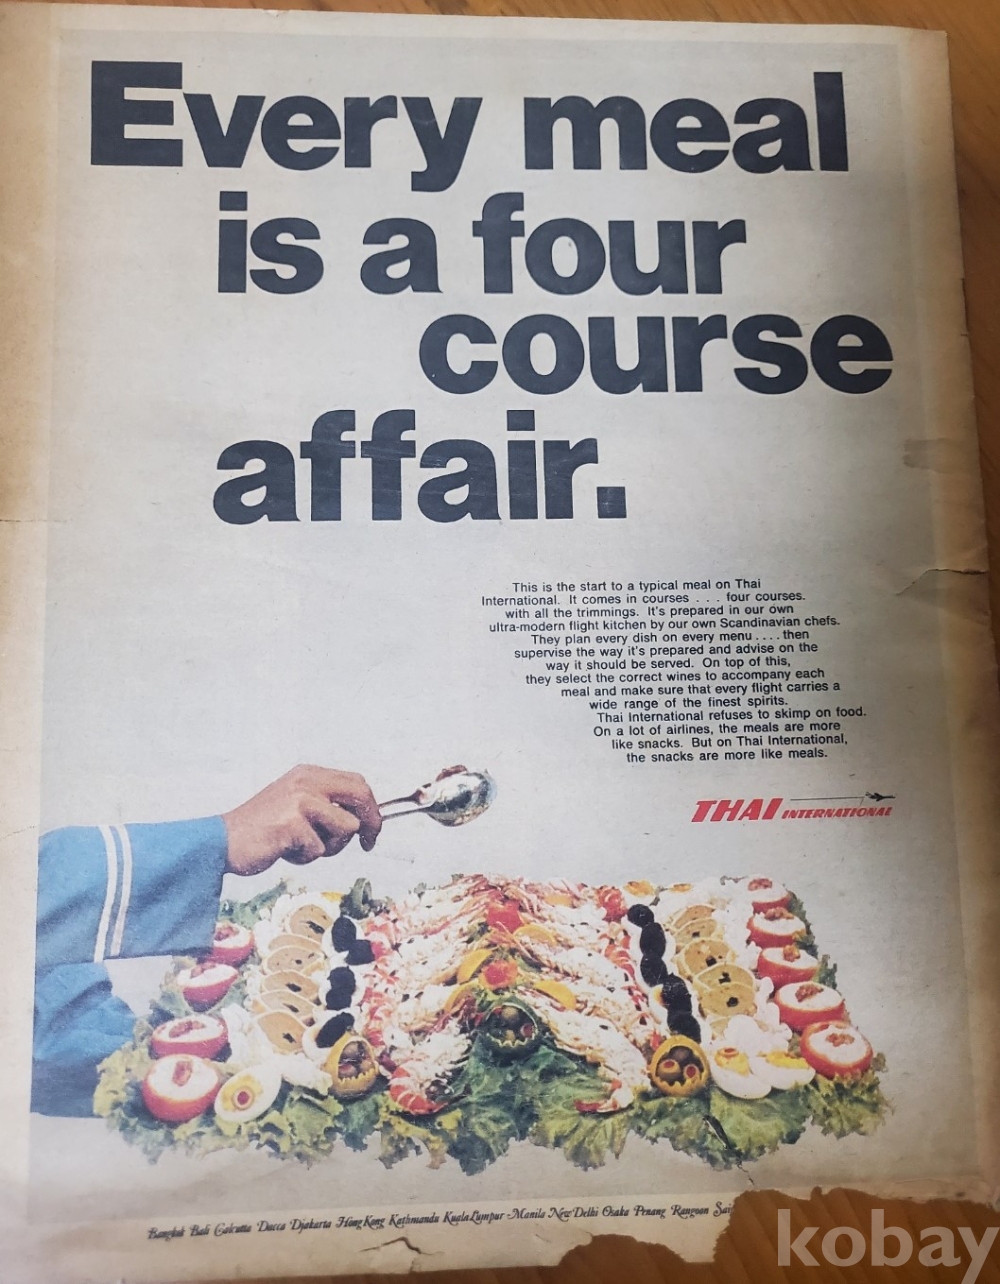 Every meal
is a four
course
affair.
This is the start to a typical meal on Thai
International. It comes in courses . . . four courses.
with all the trimmings. It's prepared in our own
ultra-modern flight kitchen by our own Scandinavian chefs.
They plan every dish on every menu . . . . then
supervise the way it's prepared and advise on the
way it should be served. On top of this,
they select the correct wines to accompany each
meal and make sure that every flight carries a
wide range of the finest spirits.
Thai International refuses to skimp on food.
On a lot of airlines, the meals are more
like snacks. But on Thai International,
the snacks are more like meals.
THAI INTERNATIONAL
Bangkok Bali Calcutta Dacca Djakarta Hong Kong Kathmandu Kuala Lumpur Manila New Delhi Osaka Penang Rangoon
kobay